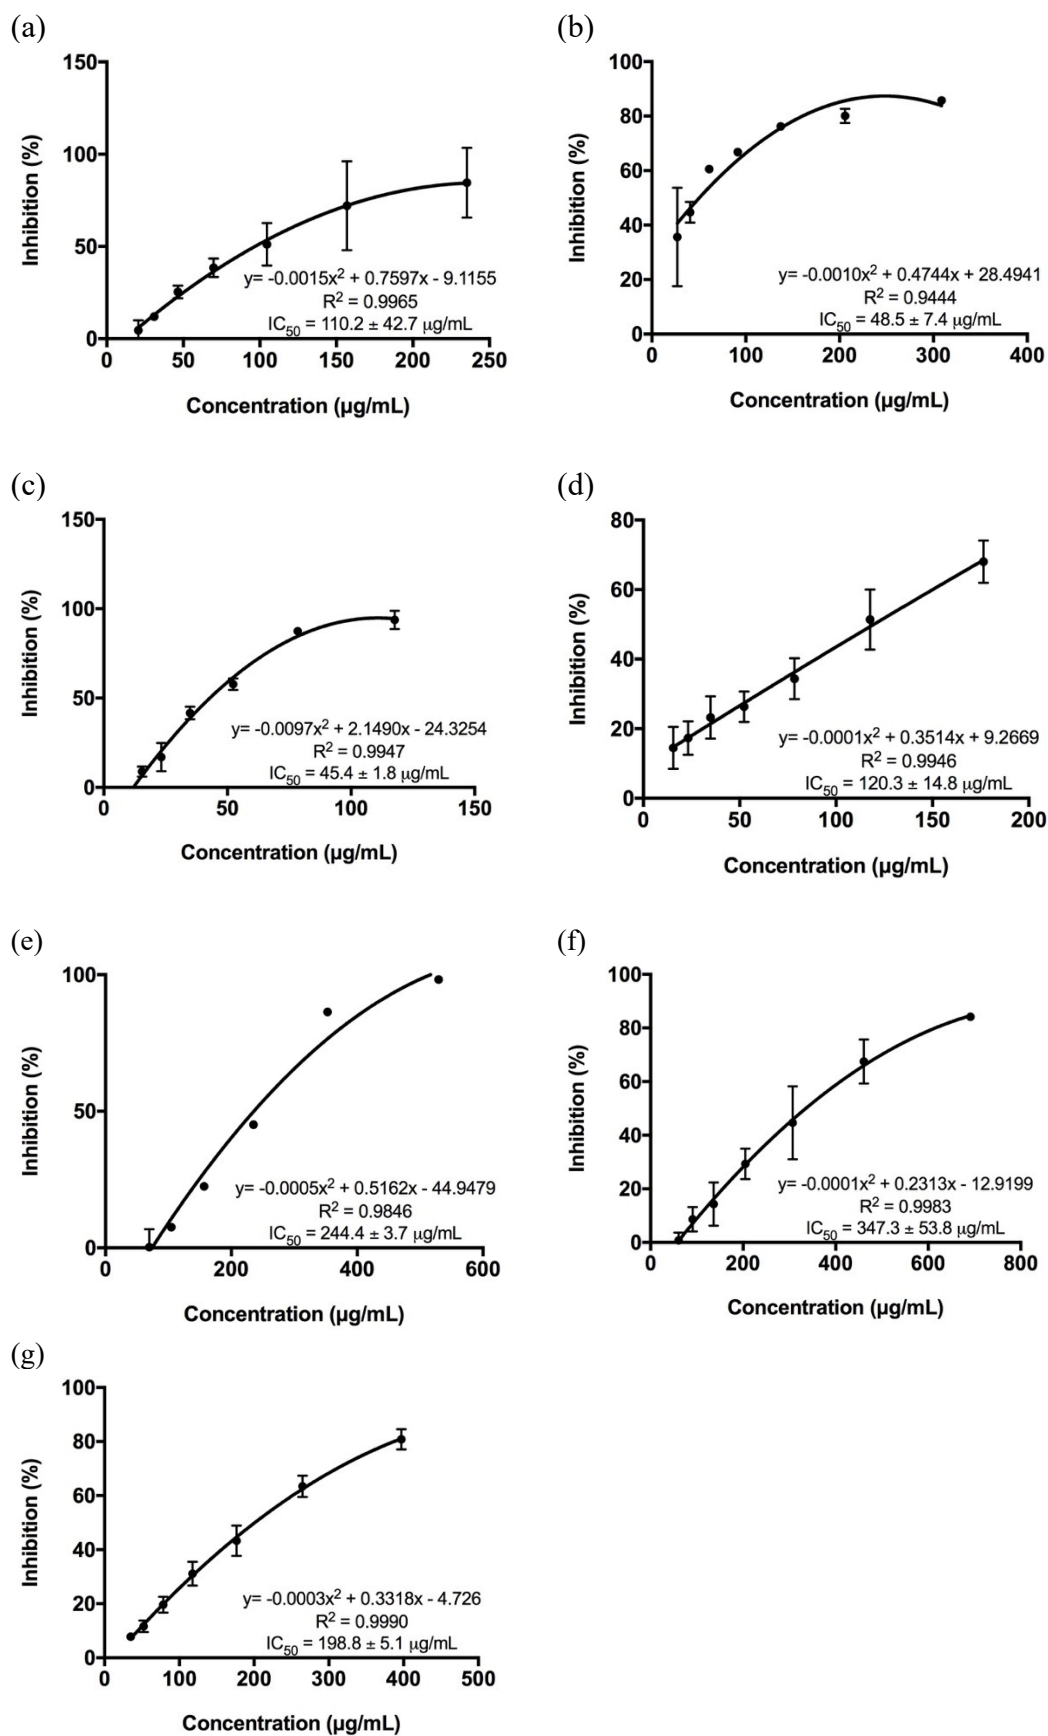 (a)
150
100
50
0
0 50 100 150 200 250
Inhibition (%)
Concentration (µg/mL)
y= -0.0015x² + 0.7597x - 9.1155
R² = 0.9965
IC₅₀ = 110.2 ± 42.7 µg/mL
(b)
100
80
60
40
20
0
0 100 200 300 400
Inhibition (%)
Concentration (µg/mL)
y= -0.0010x² + 0.4744x + 28.4941
R² = 0.9444
IC₅₀ = 48.5 ± 7.4 µg/mL
(c)
150
100
50
0
0 50 100 150
Inhibition (%)
Concentration (µg/mL)
y= -0.0097x² + 2.1490x - 24.3254
R² = 0.9947
IC₅₀ = 45.4 ± 1.8 µg/mL
(d)
80
60
40
20
0
0 50 100 150 200
Inhibition (%)
Concentration (µg/mL)
y= -0.0001x² + 0.3514x + 9.2669
R² = 0.9946
IC₅₀ = 120.3 ± 14.8 µg/mL
(e)
100
50
0
0 200 400 600
Inhibition (%)
Concentration (µg/mL)
y= -0.0005x² + 0.5162x - 44.9479
R² = 0.9846
IC₅₀ = 244.4 ± 3.7 µg/mL
(f)
100
80
60
40
20
0
0 200 400 600 800
Inhibition (%)
Concentration (µg/mL)
y= -0.0001x² + 0.2313x - 12.9199
R² = 0.9983
IC₅₀ = 347.3 ± 53.8 µg/mL
(g)
100
80
60
40
20
0
0 100 200 300 400 500
Inhibition (%)
Concentration (µg/mL)
y= -0.0003x² + 0.3318x - 4.726
R² = 0.9990
IC₅₀ = 198.8 ± 5.1 µg/mL